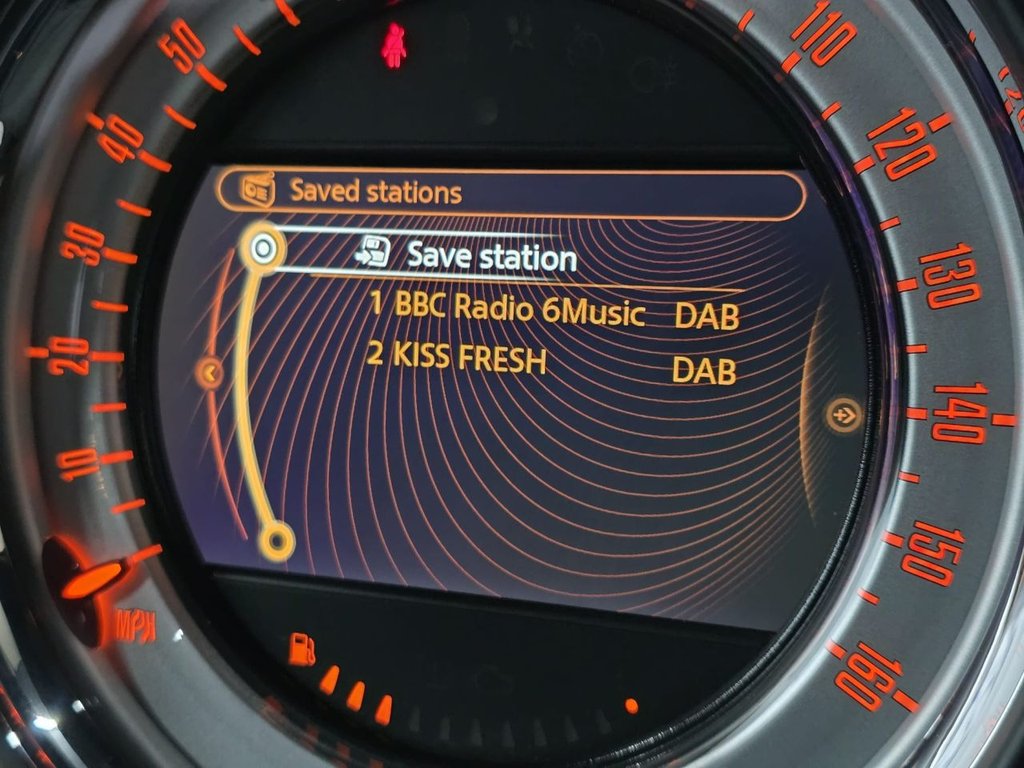 Saved stations
Save station
1 BBC Radio 6Music DAB
2 KISS FRESH DAB
50
40
30
20
10
MPH
110
120
130
140
150
160